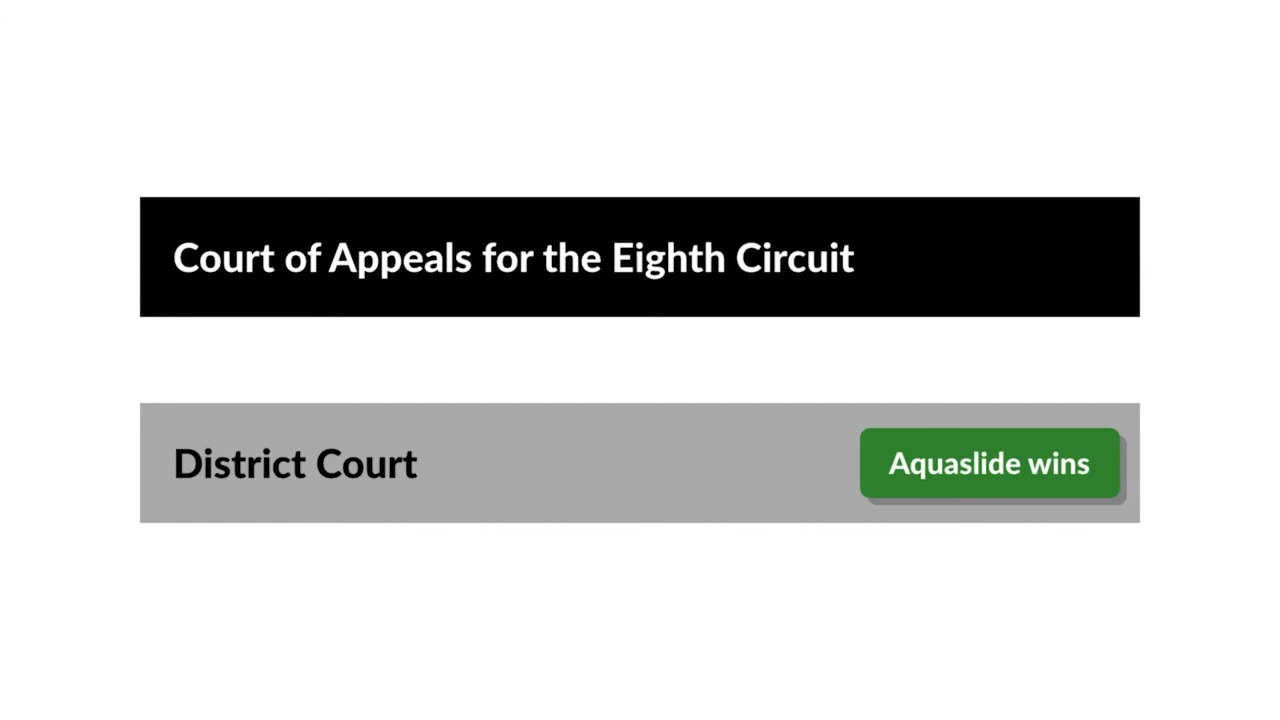 Court of Appeals for the Eighth Circuit
District Court
Aquaslide wins